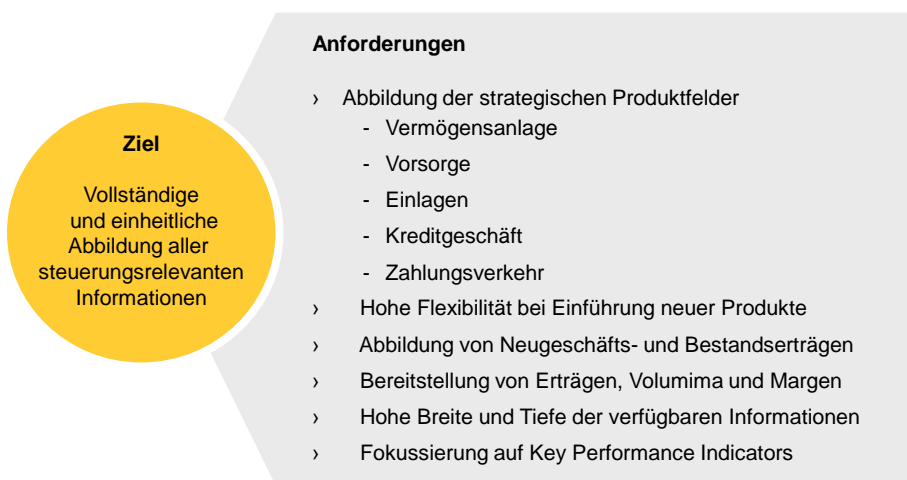 Ziel
Vollständige
und einheitliche
Abbildung aller
steuerungsrelevanten
Informationen
Anforderungen
› Abbildung der strategischen Produktfelder
- Vermögensanlage
- Vorsorge
- Einlagen
- Kreditgeschäft
- Zahlungsverkehr
› Hohe Flexibilität bei Einführung neuer Produkte
› Abbildung von Neugeschäfts- und Bestandserträgen
› Bereitstellung von Erträgen, Volumima und Margen
› Hohe Breite und Tiefe der verfügbaren Informationen
› Fokussierung auf Key Performance Indicators